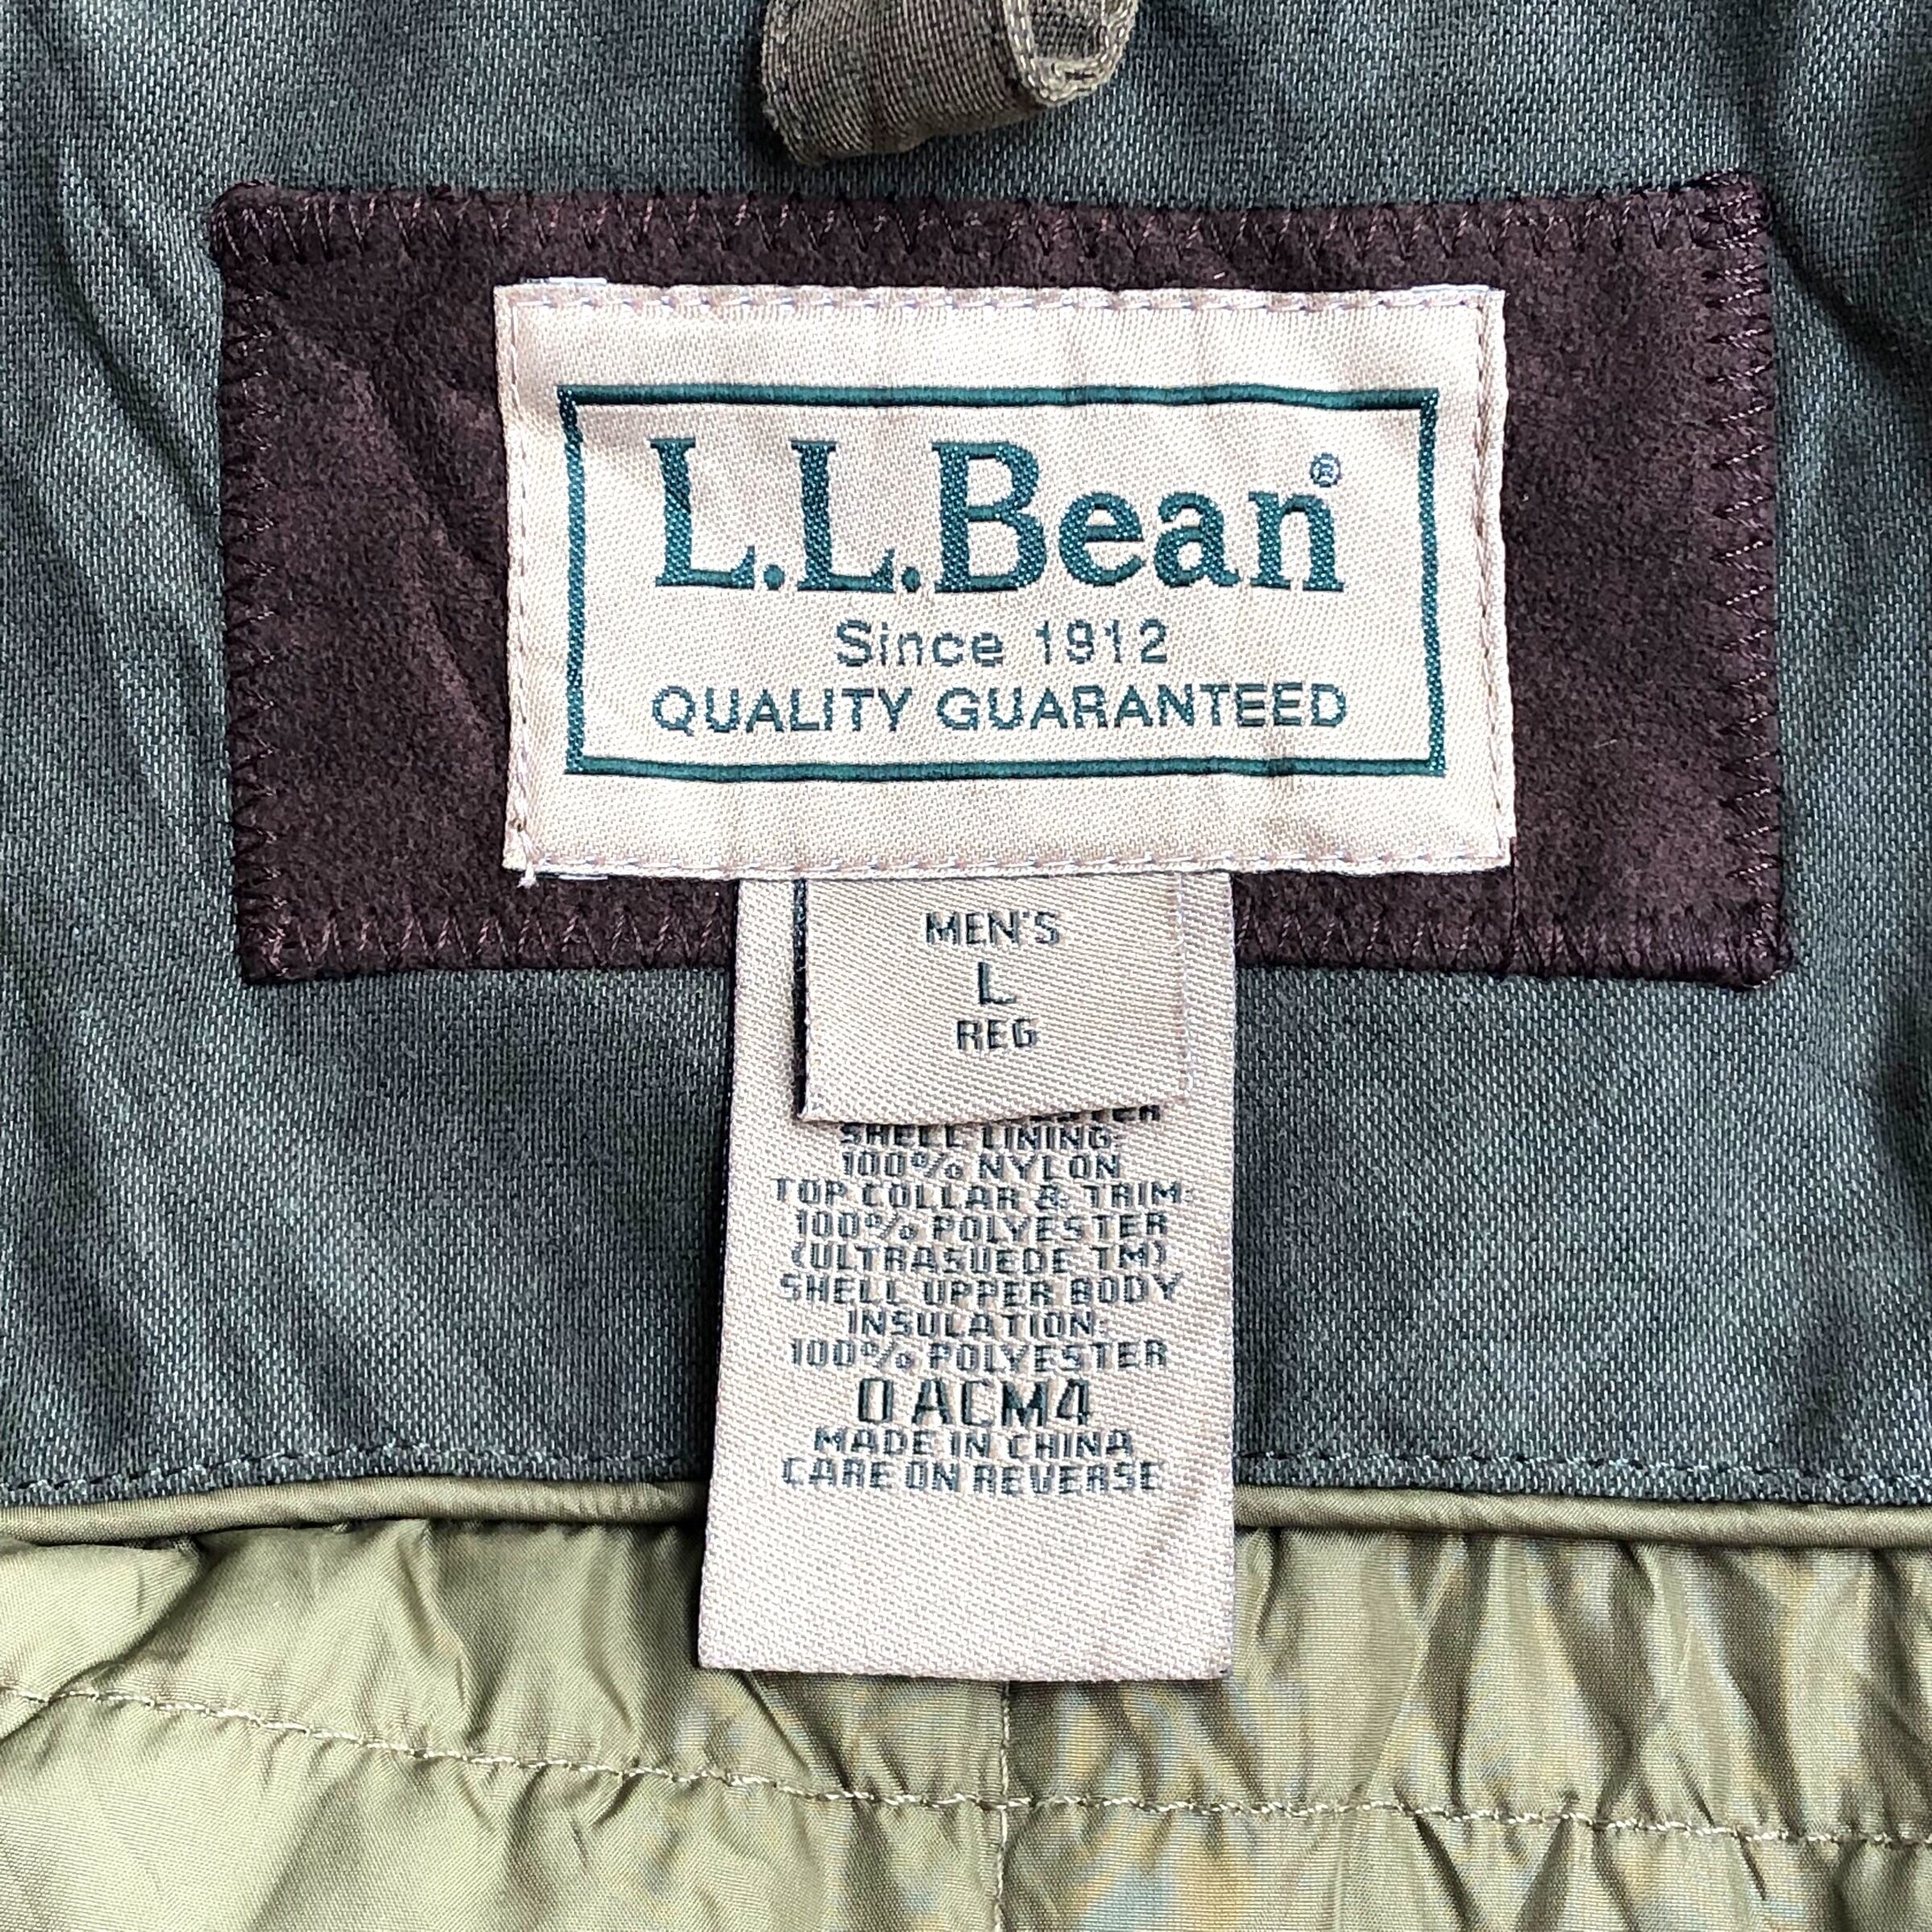 L.L.Bean®
Since 1912
QUALITY GUARANTEED
MEN'S
L
REG
SHELL LINING:
100% NYLON
TOP COLLAR & TRIM:
100% POLYESTER
(ULTRASUEDE TM)
SHELL UPPER BODY
INSULATION:
100% POLYESTER
0 ACM4
MADE IN CHINA
CARE ON REVERSE